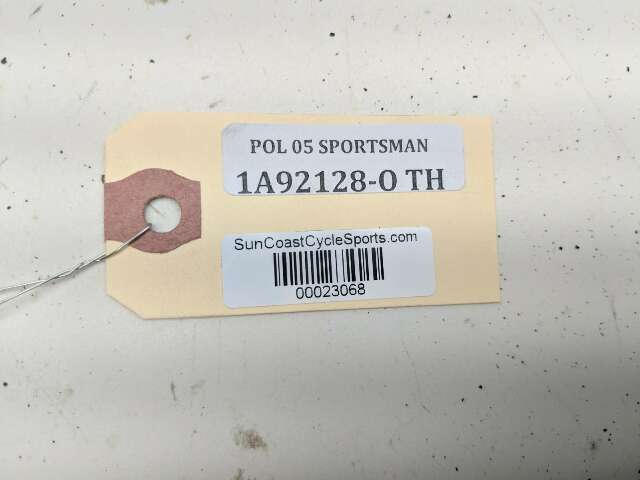 POL 05 SPORTSMAN
1A92128-O TH
SunCoastCycleSports.com
00023068